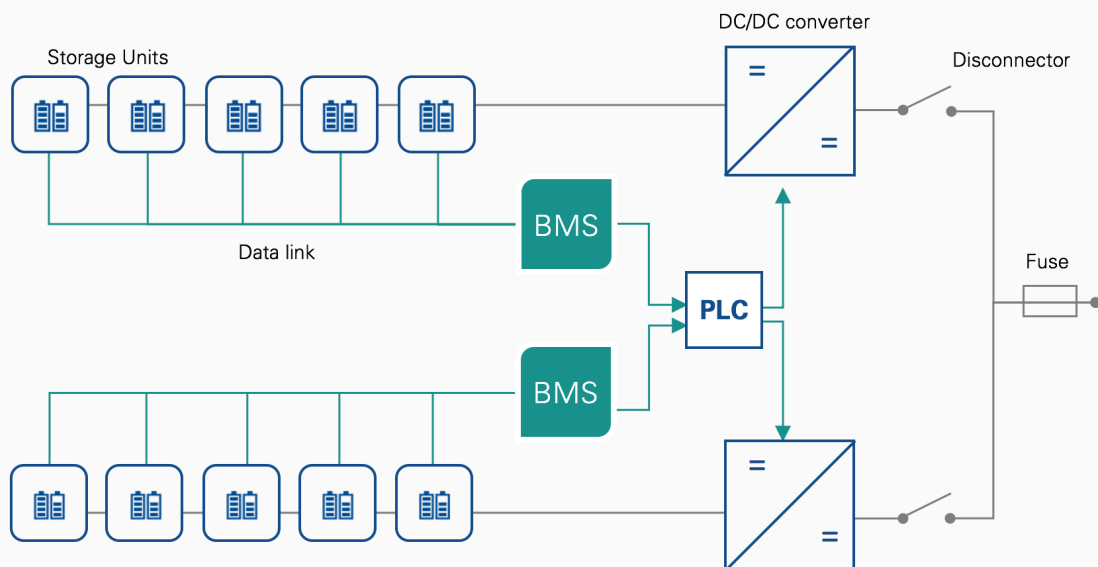 DC/DC converter
Storage Units
Disconnector
BMS
Data link
Fuse
PLC
BMS